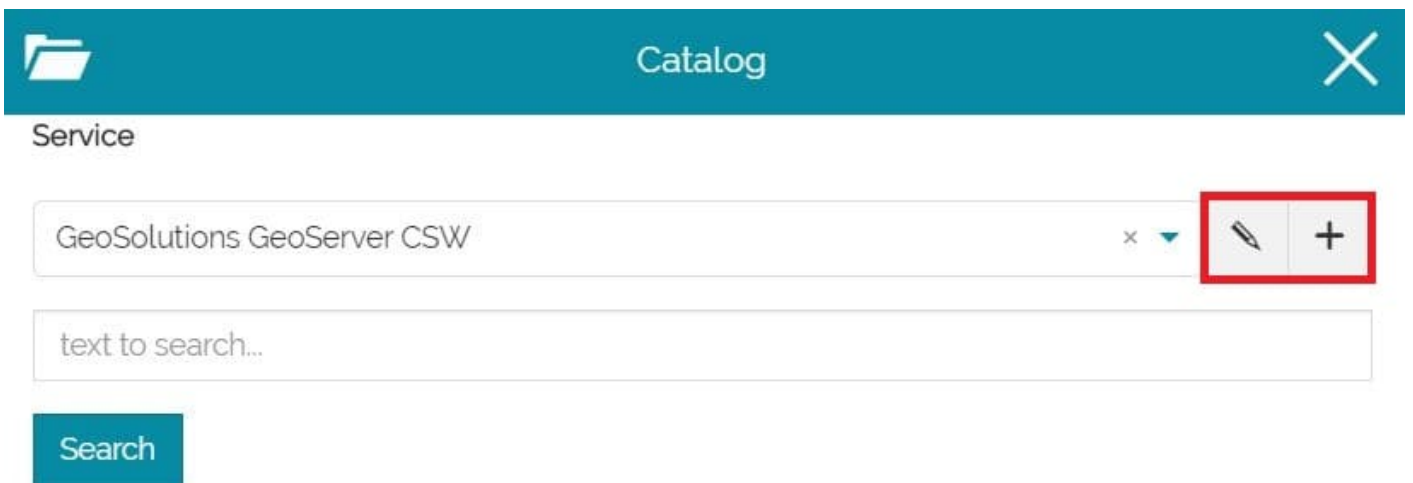 Catalog
Service
GeoSolutions GeoServer CSW
text to search...
Search